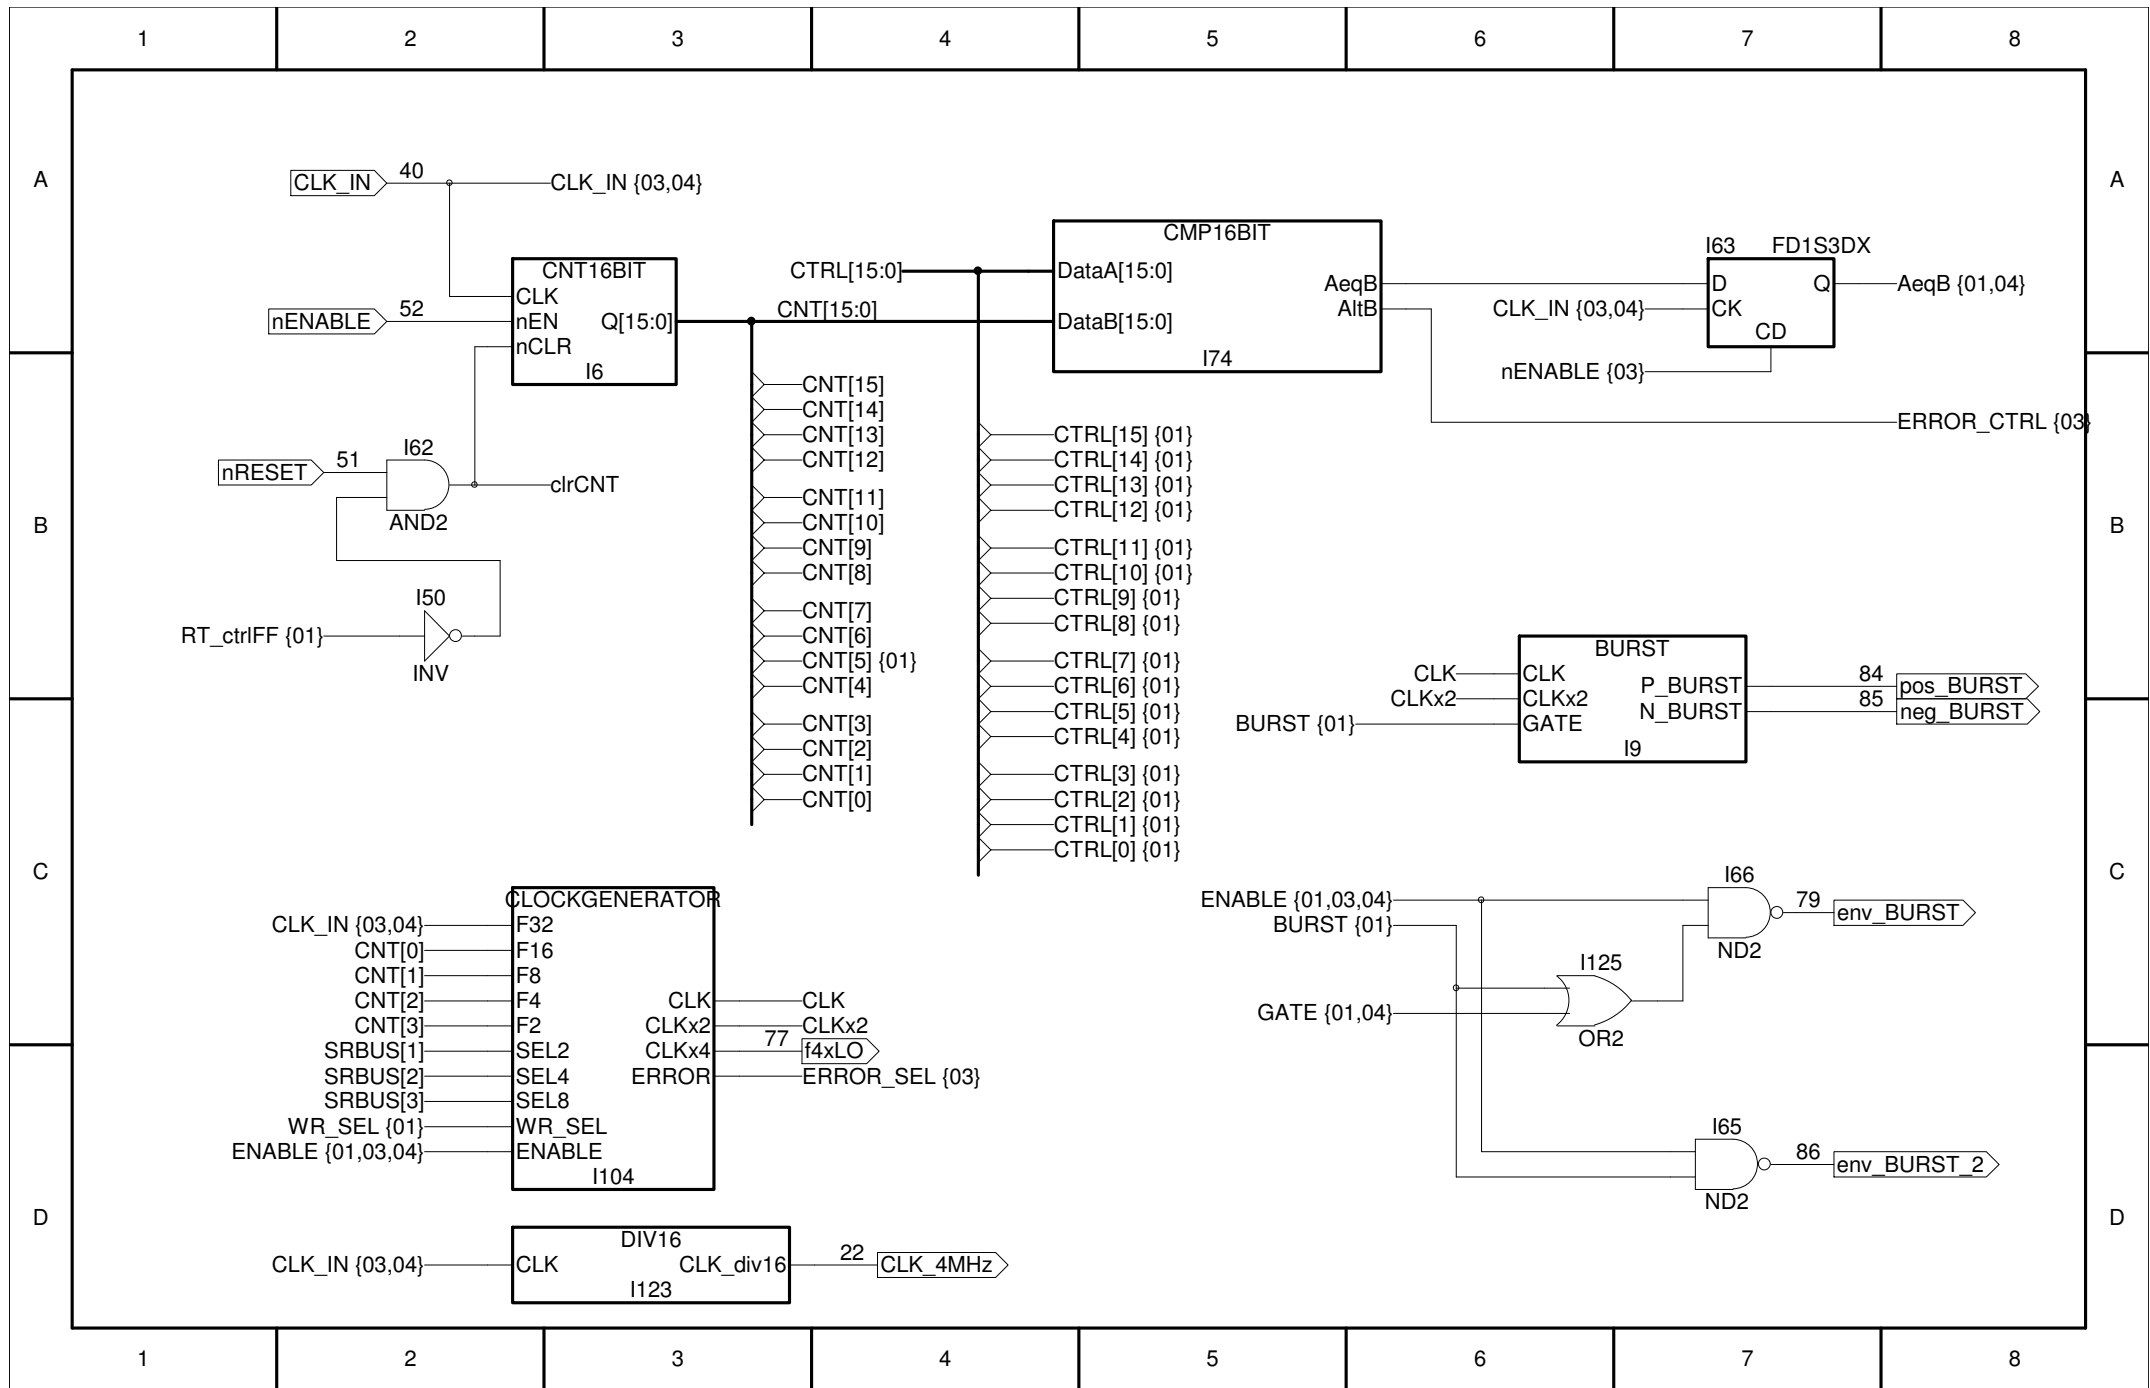 1 2 3 4 5 6 7 8
A A
CLK_IN 40 CLK_IN {03,04}
nENABLE 52
CNT16BIT
CLK
nEN Q[15:0]
nCLR
I6
CTRL[15:0]
CNT[15:0]
CMP16BIT
DataA[15:0]
AeqB
AltB
DataB[15:0]
I74
I63 FD1S3DX
D Q AeqB {01,04}
CLK_IN {03,04} CK
CD
nENABLE {03}
ERROR_CTRL {03}
B B
nRESET 51 I62 clrCNT
AND2
RT_ctrlFF {01} I50
INV
CNT[15]
CNT[14]
CNT[13]
CNT[12]
CNT[11]
CNT[10]
CNT[9]
CNT[8]
CNT[7]
CNT[6]
CNT[5] {01}
CNT[4]
CNT[3]
CNT[2]
CNT[1]
CNT[0]
CTRL[15] {01}
CTRL[14] {01}
CTRL[13] {01}
CTRL[12] {01}
CTRL[11] {01}
CTRL[10] {01}
CTRL[9] {01}
CTRL[8] {01}
CTRL[7] {01}
CTRL[6] {01}
CTRL[5] {01}
CTRL[4] {01}
CTRL[3] {01}
CTRL[2] {01}
CTRL[1] {01}
CTRL[0] {01}
BURST
CLK CLK
P_BURST 84 pos_BURST
CLKx2 CLKx2
N_BURST 85 neg_BURST
BURST {01} GATE
I9
C C
CLOCKGENERATOR
CLK_IN {03,04} F32
CNT[0] F16
CNT[1] F8
CNT[2] F4 CLK CLK
CNT[3] F2 CLKx2 CLKx2
SRBUS[1] SEL2 CLKx4 77 f4xLO
SRBUS[2] SEL4 ERROR ERROR_SEL {03}
SRBUS[3] SEL8
WR_SEL {01} WR_SEL
ENABLE {01,03,04} ENABLE
I104
ENABLE {01,03,04} I66 79 env_BURST
BURST {01} ND2
I125
GATE {01,04}
OR2
I65
86 env_BURST_2
ND2
D D
DIV16
CLK_IN {03,04} CLK CLK_div16 22 CLK_4MHz
I123
1 2 3 4 5 6 7 8